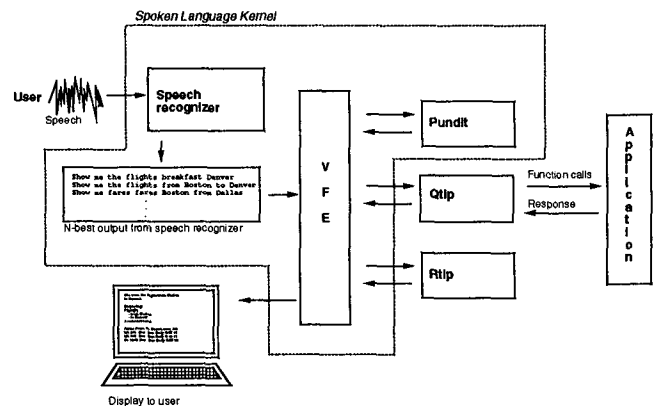 Spoken Language Kernel
User
Speech
Speech
recognizer
Show me the flights breakfast Denver
Show me the flights from Boston to Denver
Show me fares fares Boston from Dallas
N-best output from speech recognizer
VFE
Pundit
Qtip
Rtip
Function calls
Response
Application
Display to user